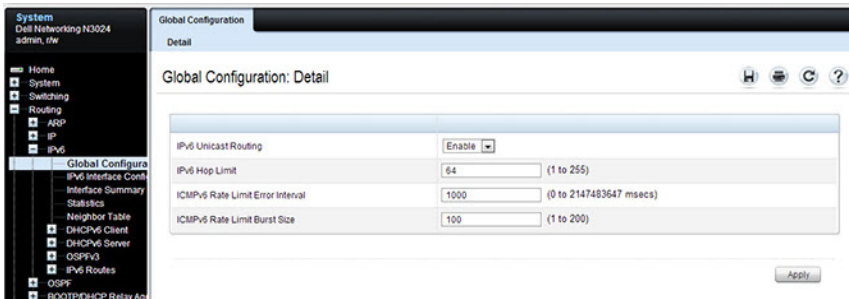 System
Dell Networking N3024
admin, r/w
Home
System
Switching
Routing
ARP
IP
IPv6
Global Configura
IPv6 Interface Confi
Interface Summary
Statistics
Neighbor Table
DHCPv6 Client
DHCPv6 Server
OSPFv3
IPv6 Routes
OSPF
BOOTP/DHCP Relay Age
Global Configuration
Detail
Global Configuration: Detail
IPv6 Unicast Routing Enable
IPv6 Hop Limit 64 (1 to 255)
ICMPv6 Rate Limit Error Interval 1000 (0 to 2147483647 msecs)
ICMPv6 Rate Limit Burst Size 100 (1 to 200)
Apply